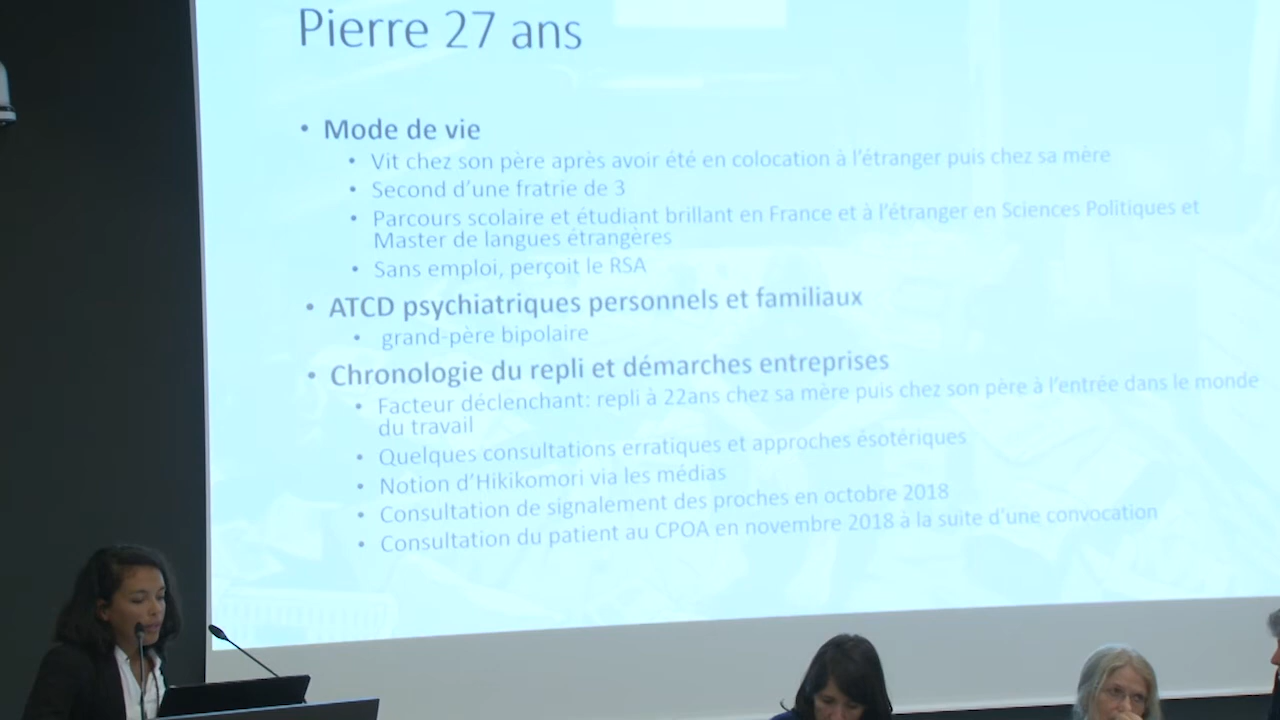 Pierre 27 ans
• Mode de vie
• Vit chez son père après avoir été en colocation à l'étranger puis chez sa mère
• Second d'une fratrie de 3
• Parcours scolaire et étudiant brillant en France et à l'étranger en Sciences Politiques et
Master de langues étrangères
• Sans emploi, perçoit le RSA
• ATCD psychiatriques personnels et familiaux
• grand-père bipolaire
• Chronologie du repli et démarches entreprises
• Facteur déclenchant: repli à 22ans chez sa mère puis chez son père à l'entrée dans le monde
du travail
• Quelques consultations erratiques et approches ésotériques
• Notion d'Hikikomori via les médias
• Consultation de signalement des proches en octobre 2018
• Consultation du patient au CPOA en novembre 2018 à la suite d'une convocation